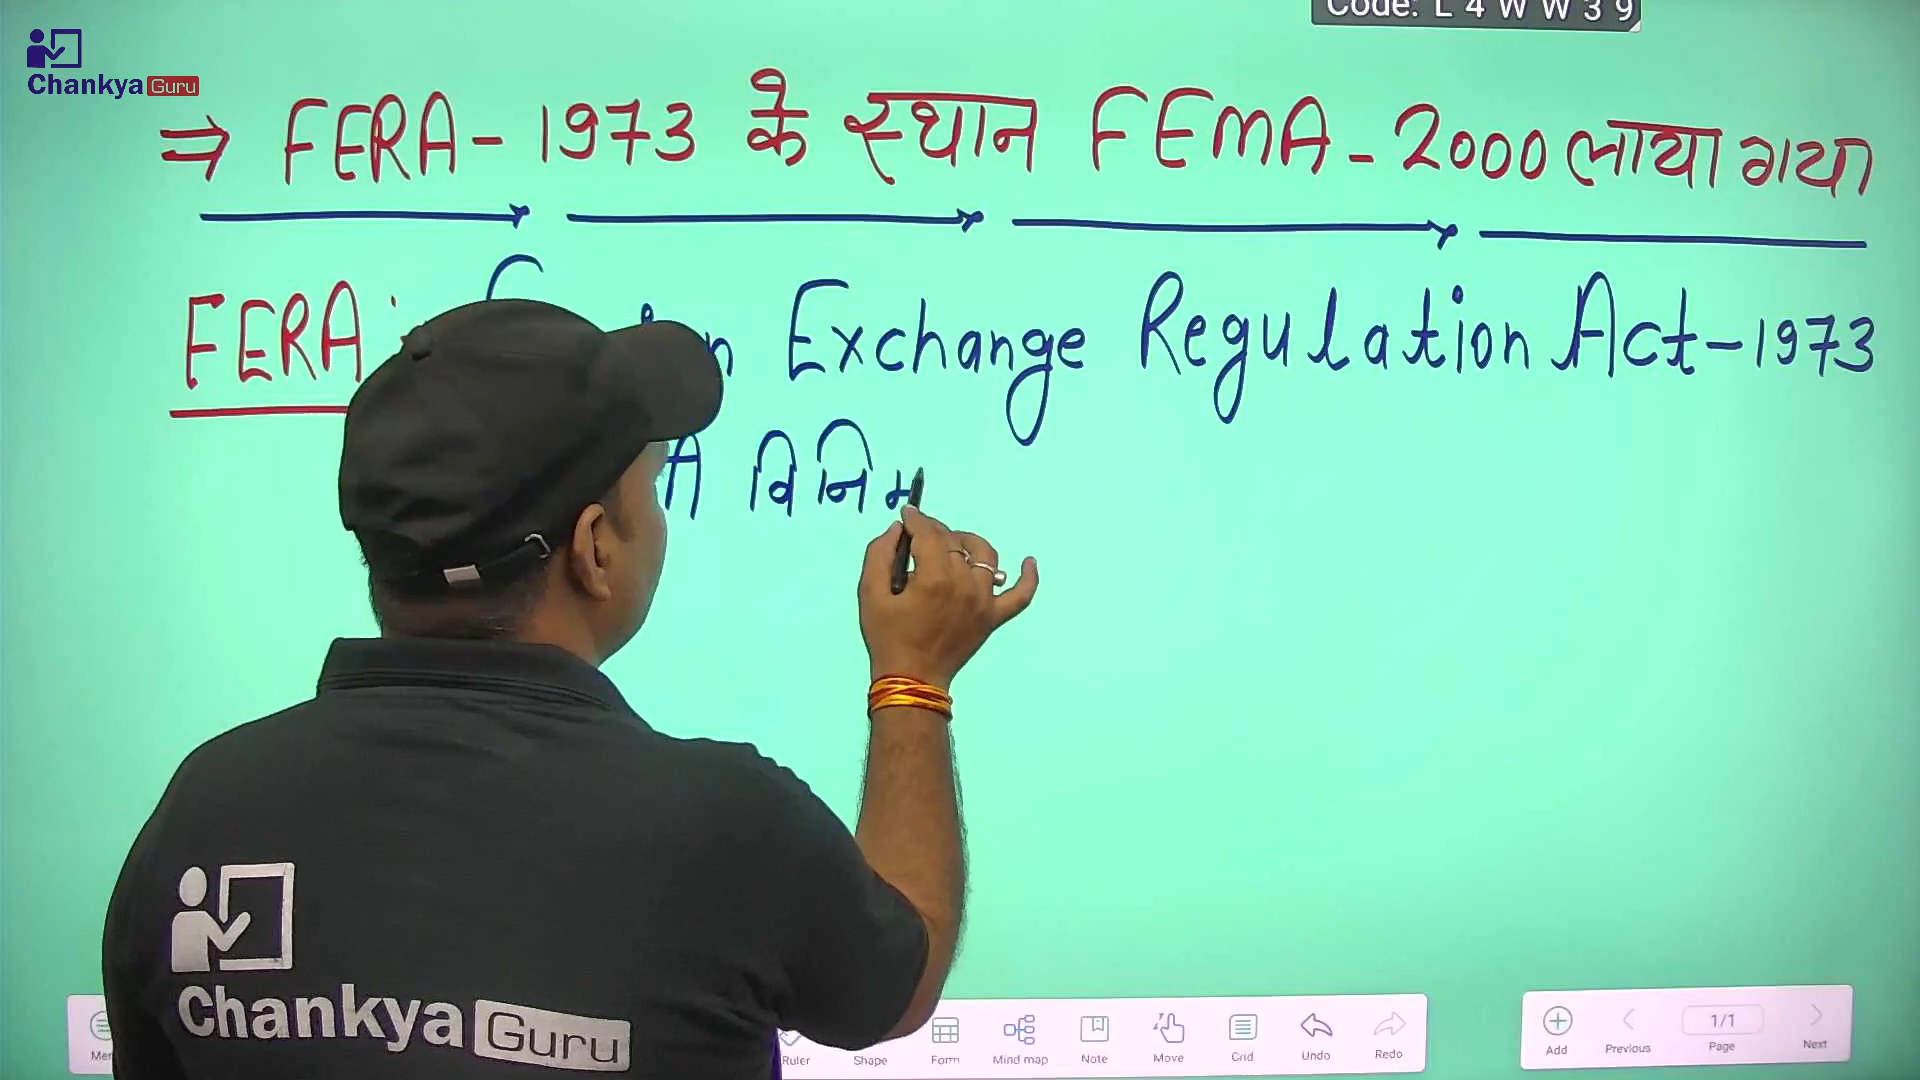 Code: L 4 W W 3 9
Chankya Guru
⇒ FERA - 1973 के स्थान FEMA - 2000 लाया गया
FERA : Exchange Regulation Act - 1973
Chankya Guru
Ruler Shape Form Mind map Note Move Grid Undo Redo
Add Previous 1/1 Page Next